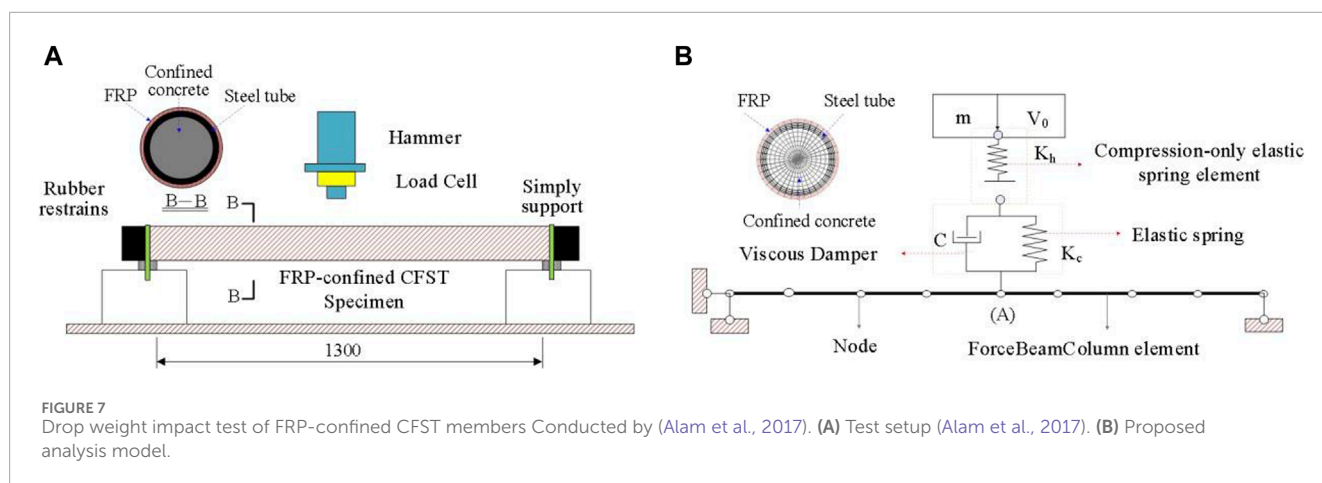 A
Confined
concrete
FRP
Steel tube
B—B
Hammer
Load Cell
Rubber
restrains
Simply
support
B
FRP-confined CFST
Specimen
B
1300
B
FRP
Steel tube
Confined concrete
m
V0
Kh
Compression-only elastic
spring element
C
Kc
Elastic spring
Viscous Damper
(A)
Node
ForceBeamColumn element
FIGURE 7
Drop weight impact test of FRP-confined CFST members Conducted by (Alam et al., 2017). (A) Test setup (Alam et al., 2017). (B) Proposed
analysis model.